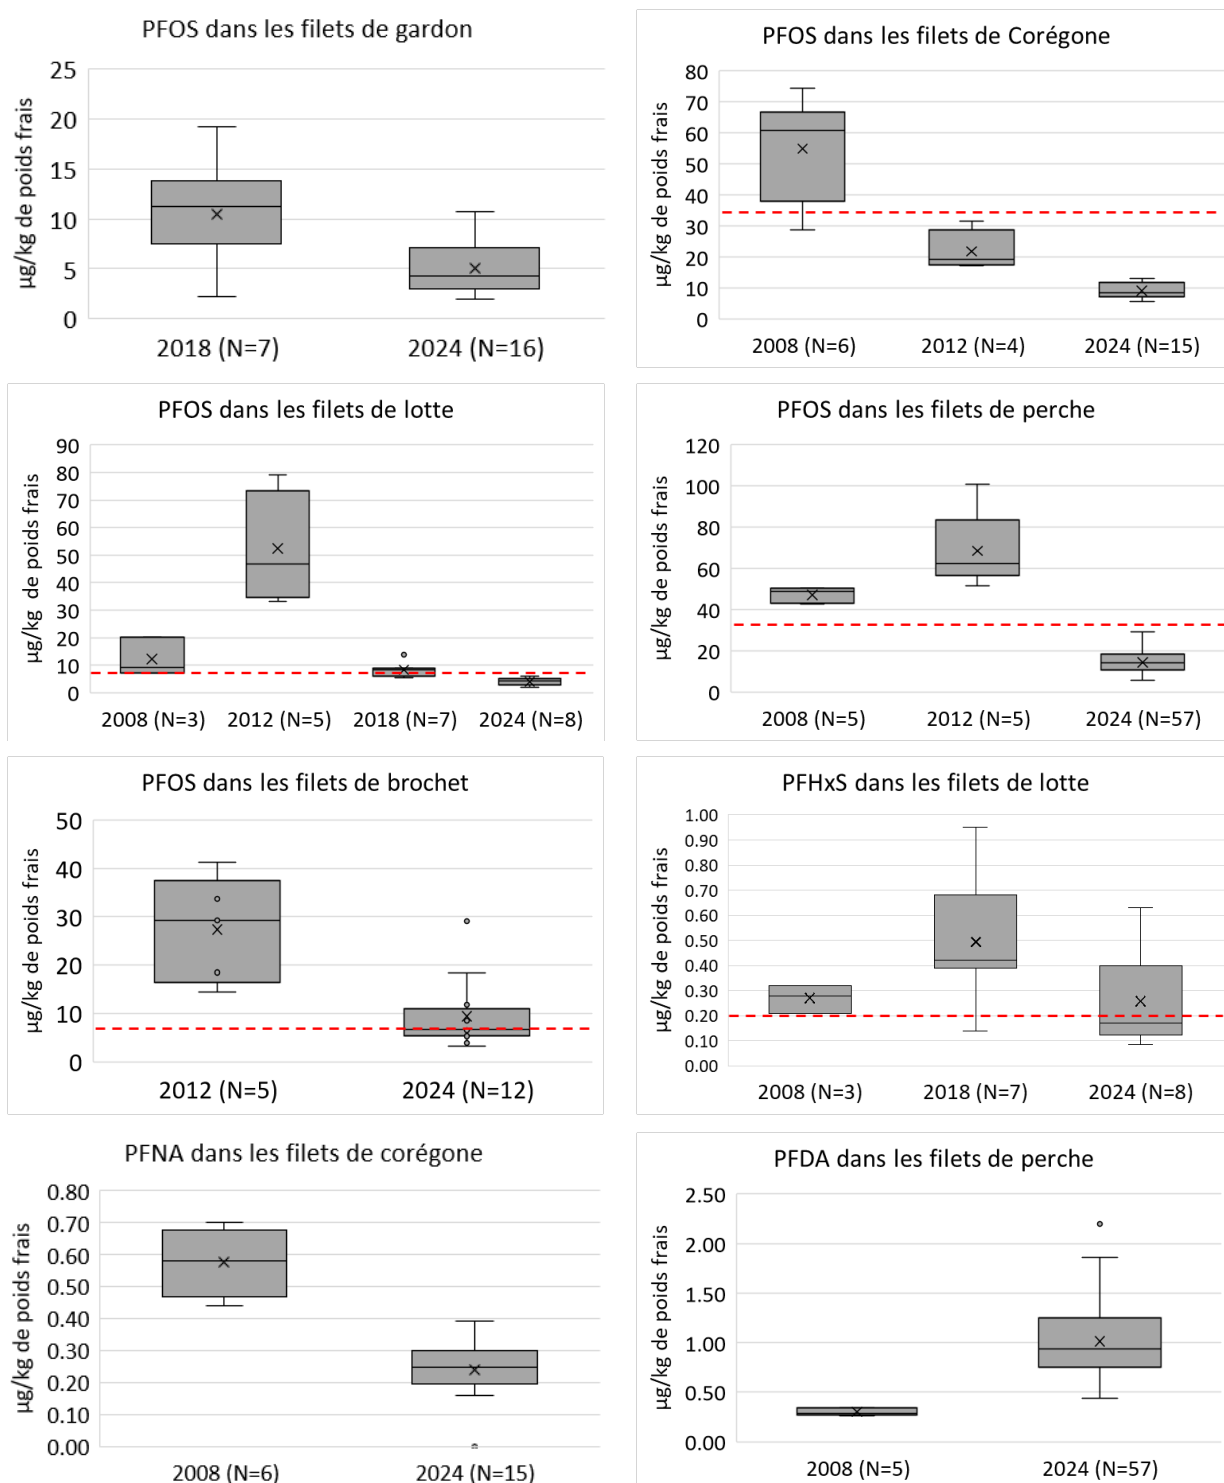 PFOS dans les filets de gardon
µg/kg de poids frais
25
20
15
10
5
0
2018 (N=7) 2024 (N=16)
PFOS dans les filets de Corégone
µg/kg de poids frais
80
70
60
50
40
30
20
10
0
2008 (N=6) 2012 (N=4) 2024 (N=15)
PFOS dans les filets de lotte
µg/kg de poids frais
90
80
70
60
50
40
30
20
10
0
2008 (N=3) 2012 (N=5) 2018 (N=7) 2024 (N=8)
PFOS dans les filets de perche
µg/kg de poids frais
120
100
80
60
40
20
0
2008 (N=5) 2012 (N=5) 2024 (N=57)
PFOS dans les filets de brochet
µg/kg de poids frais
50
40
30
20
10
0
2012 (N=5) 2024 (N=12)
PFHxS dans les filets de lotte
µg/kg de poids frais
1.00
0.90
0.80
0.70
0.60
0.50
0.40
0.30
0.20
0.10
0.00
2008 (N=3) 2018 (N=7) 2024 (N=8)
PFNA dans les filets de corégone
µg/kg de poids frais
0.80
0.70
0.60
0.50
0.40
0.30
0.20
0.10
0.00
2008 (N=6) 2024 (N=15)
PFDA dans les filets de perche
µg/kg de poids frais
2.50
2.00
1.50
1.00
0.50
0.00
2008 (N=5) 2024 (N=57)